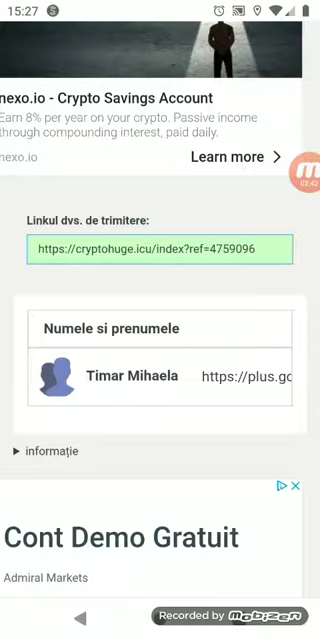 15:27
nexo.io - Crypto Savings Account
Earn 8% per year on your crypto. Passive income
through compounding interest, paid daily.
nexo.io
Learn more
02:42
Linkul dvs. de trimitere:
https://cryptohuge.icu/index?ref=4759096
Numele si prenumele
Timar Mihaela https://plus.go
informație
Cont Demo Gratuit
Admiral Markets
Recorded by mobizen